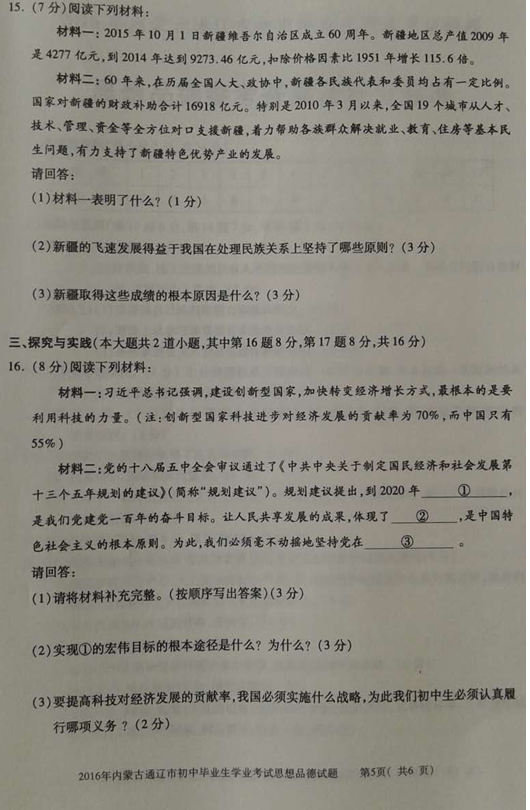 15. (7分)阅读下列材料:
材料一:2015年10月1日新疆维吾尔自治区成立60周年。新疆地区总产值2009年
是4277亿元,到2014年达到9273.46亿元,扣除价格因素比1951年增长115.6倍。
材料二:60年来,在历届全国人大、政协中,新疆各民族代表和委员均占有一定比例。
国家对新疆的财政补助合计16918亿元。特别是2010年3月以来,全国19个城市从人才、
技术、管理、资金等全方位对口支援新疆,着力帮助各族群众解决就业、教育、住房等基本民
生问题,有力支持了新疆特色优势产业的发展。
请回答:
(1)材料一表明了什么?(1分)
(2)新疆的飞速发展得益于我国在处理民族关系上坚持了哪些原则?(3分)
(3)新疆取得这些成绩的根本原因是什么?(3分)
三、探究与实践(本大题共2道小题,其中第16题8分,第17题8分,共16分)
16. (8分)阅读下列材料:
材料一:习近平总书记强调,建设创新型国家,加快转变经济增长方式,最根本的是要
利用科技的力量。(注:创新型国家科技进步对经济发展的贡献率为70%,而中国只有
55%)
材料二:党的十八届五中全会审议通过了《中共中央关于制定国民经济和社会发展第
十三个五年规划的建议》(简称“规划建议”)。规划建议提出,到2020年____①____,
是我们党建党一百年的奋斗目标。让人民共享发展的成果,体现了____②____,是中国特
色社会主义的根本原则。为此,我们必须毫不动摇地坚持党在____③____。
请回答:
(1)请将材料补充完整。(按顺序写出答案)(3分)
(2)实现①的宏伟目标的根本途径是什么?为什么?(3分)
(3)要提高科技对经济发展的贡献率,我国必须实施什么战略,为此我们初中生必须认真履
行哪项义务?(2分)
2016年内蒙古通辽市初中毕业生学业考试思想品德试题 第5页(共6页)